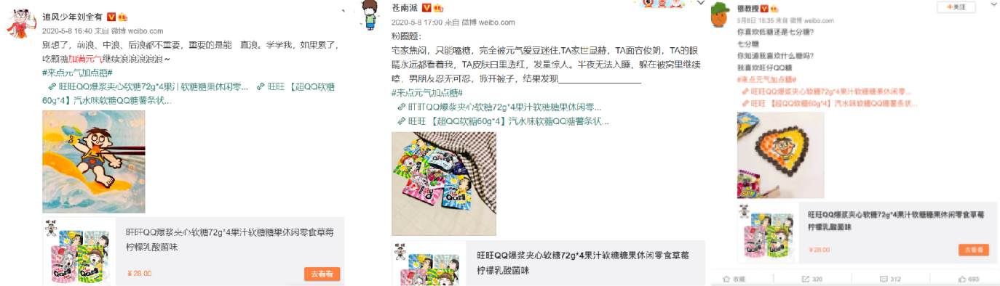 追风少年刘全有
2020-5-8 16:40 来自 微博 weibo.com
别想了，前浪、中浪、后浪都不重要，重要的是能一直浪。学学我，如果累了，
吃颗糖加满元气继续浪浪浪浪浪~
#来点元气加点糖#
旺旺QQ爆浆夹心软糖72g*4果汁软糖糖果休闲零... 旺旺 【超QQ软糖
60g*4】汽水味软糖QQ糖薯条状...
旺旺QQ爆浆夹心软糖72g*4果汁软糖糖果休闲零食草莓
柠檬乳酸菌味
¥28.00
去看看
苍南派
2020-5-8 17:00 来自 微博 weibo.com
粉圈题：
宅家焦闷，只能嗑糖，完全被元气爱豆迷住,TA家世显赫，TA面容俊朗，TA的眼
睛永远都看着我，TA皮肤白里透红，发量惊人。半夜无法入睡，躲在被窝里继续
嗑，男朋友忍无可忍，掀开被子，结果发现____________________
#来点元气加点糖#
旺旺QQ爆浆夹心软糖72g*4果汁软糖糖果休闲零...
旺旺 【超QQ软糖60g*4】汽水味软糖QQ糖薯条状...
旺旺QQ爆浆夹心软糖72g*4果汁软糖糖果休闲零食草莓
柠檬乳酸菌味
银教授
+关注
5月8日 18:35 来自 微博 weibo.com
你喜欢低糖还是七分糖?
七分糖
你知道我喜欢什么糖吗?
我喜欢旺仔QQ糖
#来点元气加点糖#
旺旺QQ爆浆夹心软糖72g*4果汁软糖糖果休闲零...
旺旺 【超QQ软糖60g*4】汽水味软糖QQ糖薯条状...
旺旺QQ爆浆夹心软糖72g*4果汁软糖糖果休闲零食草莓
柠檬乳酸菌味
¥28.00
去看看
收藏 320 312 693